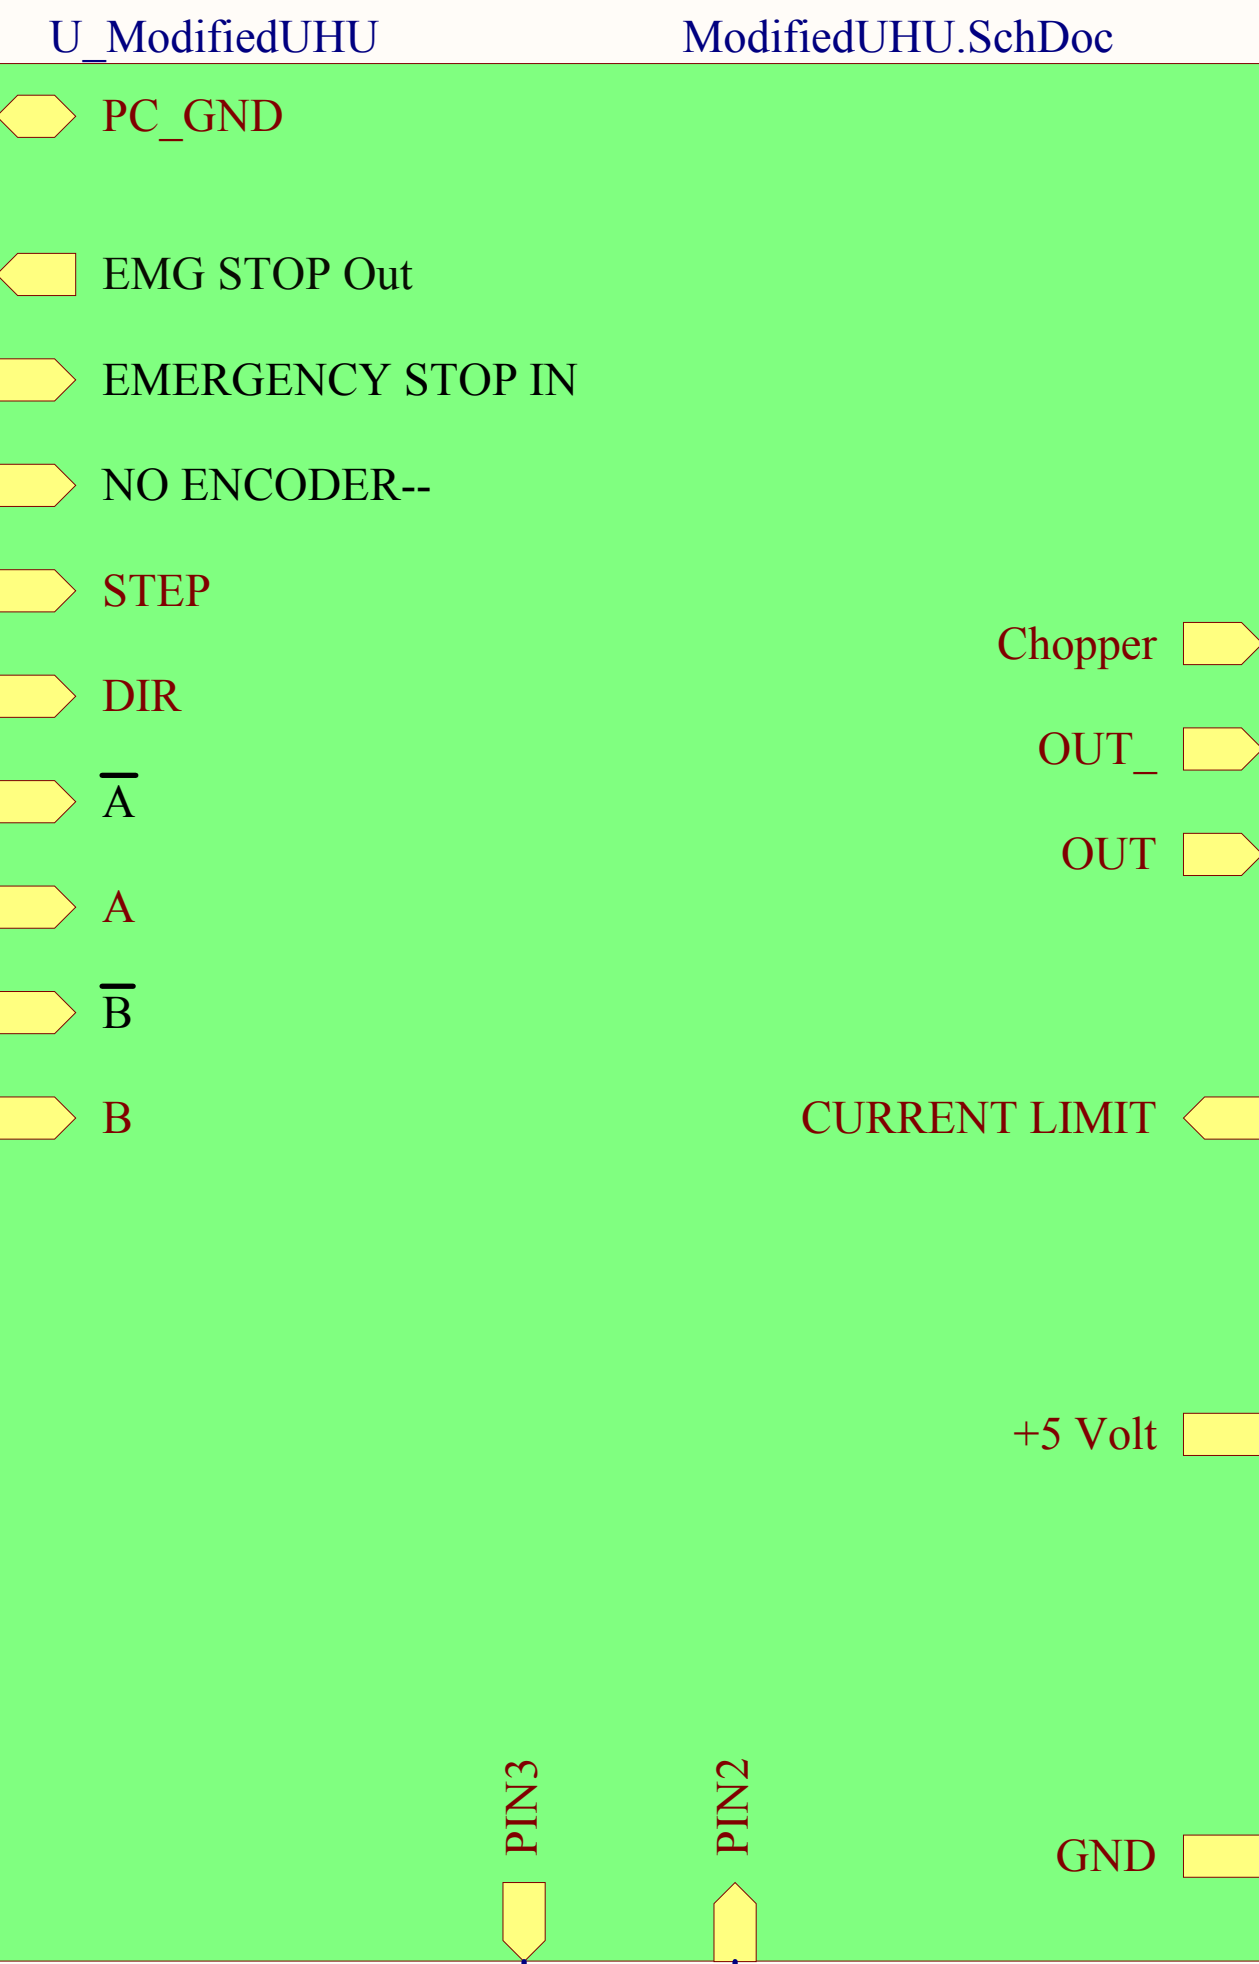 U_ModifiedUHU
ModifiedUHU.SchDoc
PC_GND
EMG STOP Out
EMERGENCY STOP IN
NO ENCODER--
STEP
Chopper
DIR
OUT_
A̅
OUT
A
B̅
B
CURRENT LIMIT
+5 Volt
PIN3
PIN2
GND